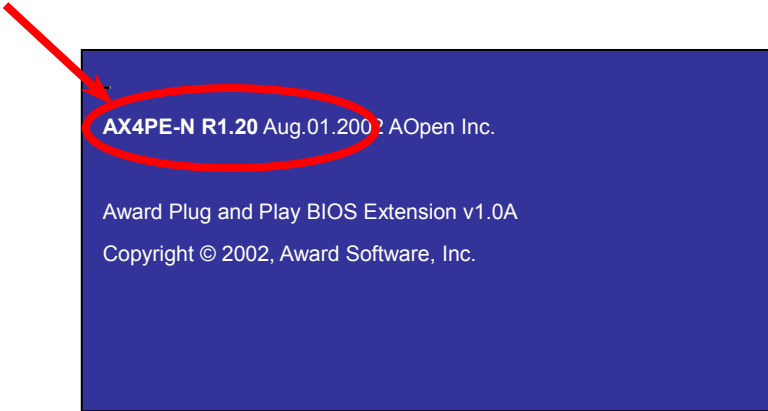 AX4PE-N R1.20 Aug.01.2002 AOpen Inc.
Award Plug and Play BIOS Extension v1.0A
Copyright © 2002, Award Software, Inc.